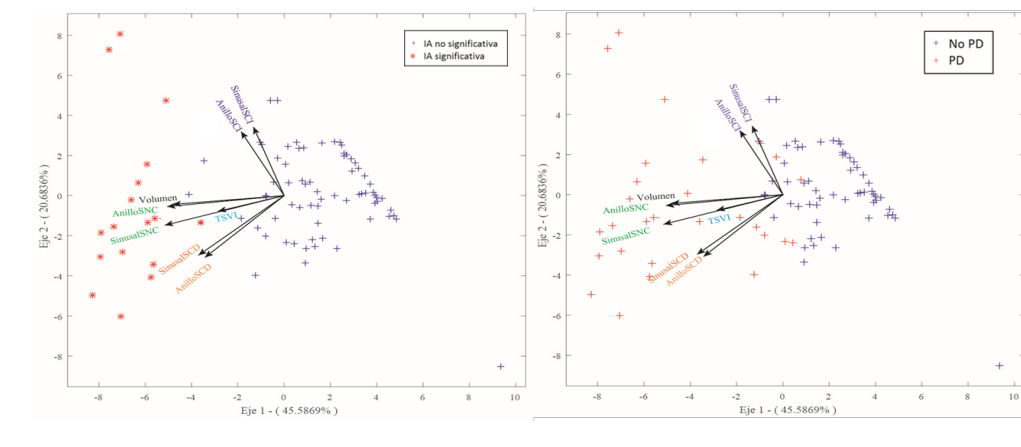 IA no significativa
IA significativa
8
6
4
2
0
-2
-4
-6
-8
Eje 2 - ( 20.6836% )
SinusalSCI
AnilloSCI
Volumen
AnilloSNC
SinusalSNC
TSVI
SinusalSCD
AnilloSCD
-8 -6 -4 -2 0 2 4 6 8 10
Eje 1 - ( 45.5869% )
No PD
PD
8
6
4
2
0
-2
-4
-6
-8
Eje 2 - ( 20.6836% )
SinusalSCI
AnilloSCI
Volumen
AnilloSNC
SinusalSNC
TSVI
SinusalSCD
AnilloSCD
-8 -6 -4 -2 0 2 4 6 8 10
Eje 1 - ( 45.5869% )